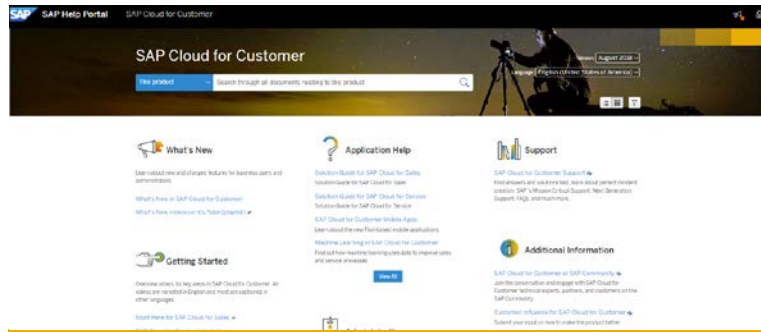 SAP SAP Help Portal SAP Cloud for Customer
SAP Cloud for Customer
Version: August 2018
Language: English (United States of America)
This product
Search through all documents relating to this product
What's New
Learn about new and changed features for business users and
administrators.
What's New in SAP Cloud for Customer?
What's New videos on YouTube (playlist)
Getting Started
Overview videos for key areas in SAP Cloud for Customer. All
videos are narrated in English and most are captioned in
other languages.
Start Here for SAP Cloud for Sales
Application Help
Solution Guide for SAP Cloud for Sales
Solution Guide for SAP Cloud for Sales
Solution Guide for SAP Cloud for Service
Solution Guide for SAP Cloud for Service
SAP Cloud for Customer Mobile Apps
Learn about the new Fiori-based mobile applications.
Machine Learning in SAP Cloud for Customer
Find out how machine learning uses data to improve sales
and service processes.
View All
Support
SAP Cloud for Customer Support
Find answers and solutions fast, learn about perfect incident
creation, SAP's Mission Critical Support, Next Generation
Support, FAQs, and much more.
Additional Information
SAP Cloud for Customer at SAP Community
Join the conversation and engage with SAP Cloud for
Customer technical experts, partners, and customers on the
SAP Community
Customer Influence for SAP Cloud for Customer
Submit your input on how to make the product better